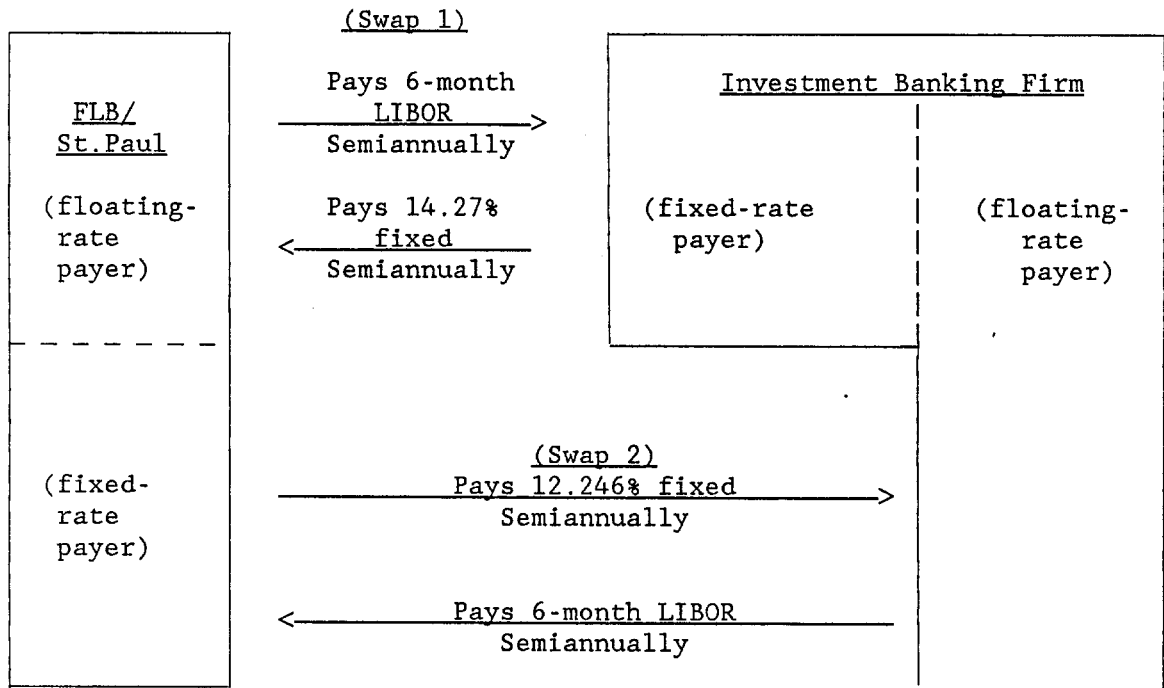 (Swap 1)
Investment Banking Firm
FLB/
St.Paul
(floating-
rate
payer)
Pays 6-month
LIBOR
Semiannually
Pays 14.27%
fixed
Semiannually
(fixed-rate
payer)
(floating-
rate
payer)
(fixed-
rate
payer)
(Swap 2)
Pays 12.246% fixed
Semiannually
Pays 6-month LIBOR
Semiannually